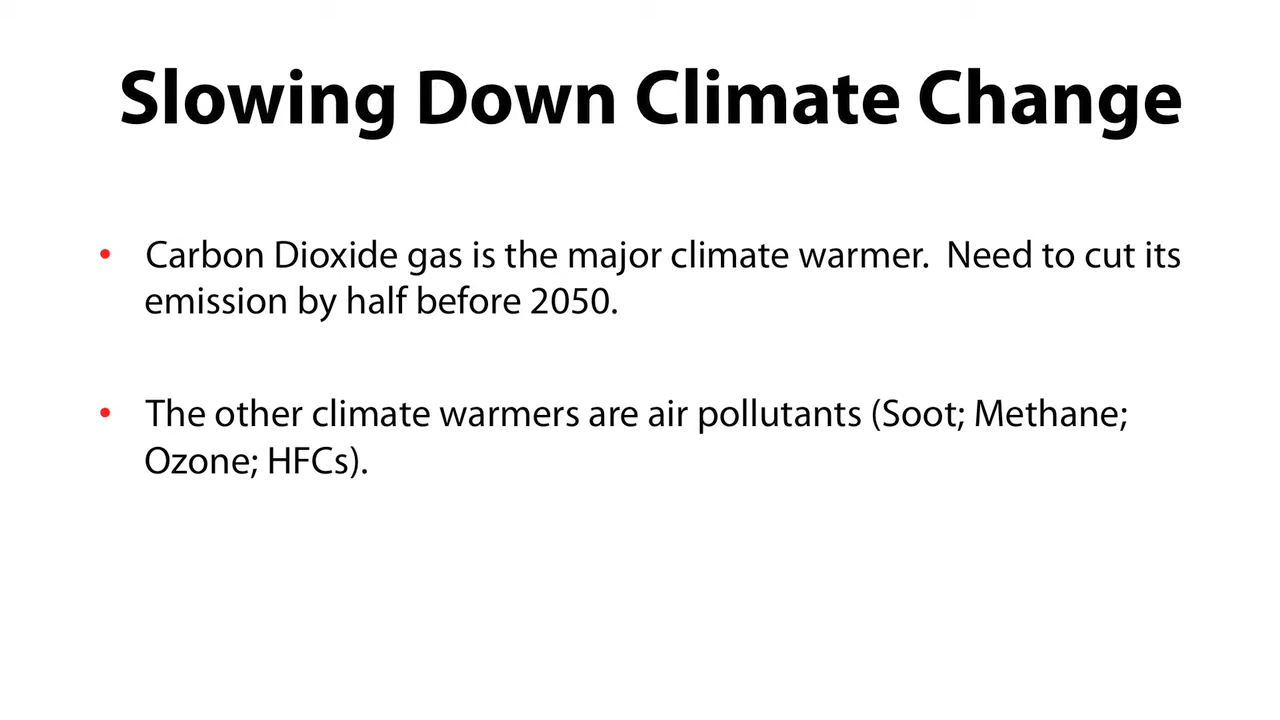 Slowing Down Climate Change
• Carbon Dioxide gas is the major climate warmer.  Need to cut its
emission by half before 2050.
• The other climate warmers are air pollutants (Soot; Methane;
Ozone; HFCs).